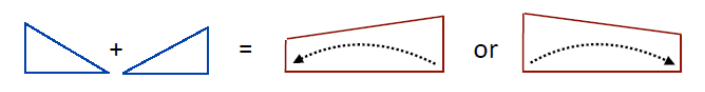 + = or